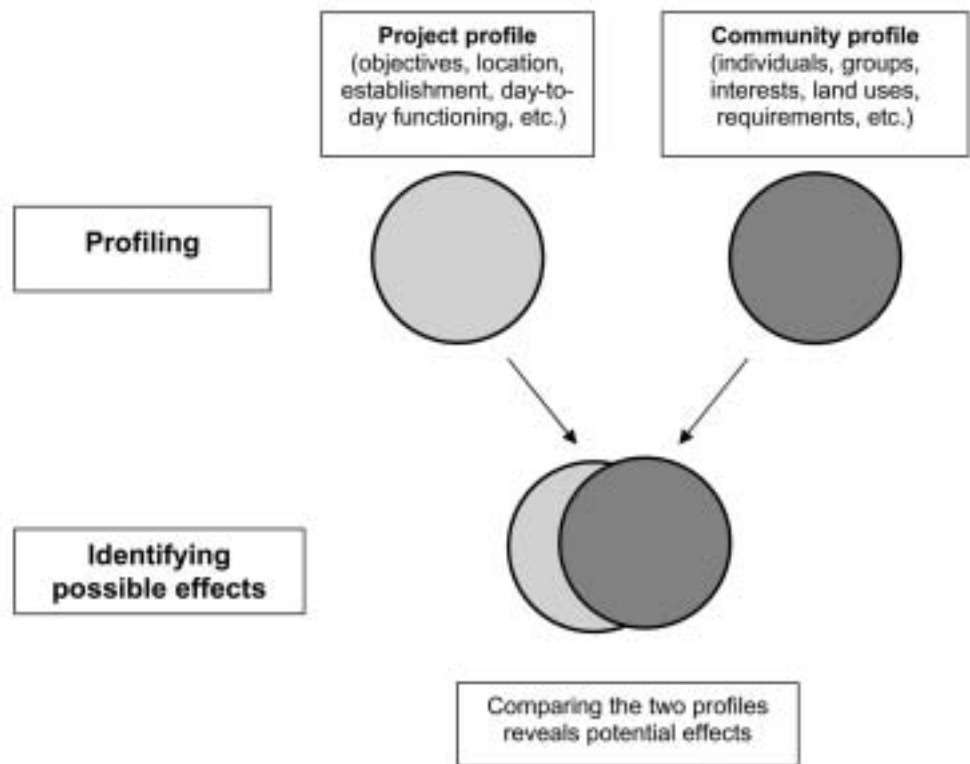 Project profile
(objectives, location,
establishment, day-to-
day functioning, etc.)
Community profile
(individuals, groups,
interests, land uses,
requirements, etc.)
Profiling
Identifying
possible effects
Comparing the two profiles
reveals potential effects